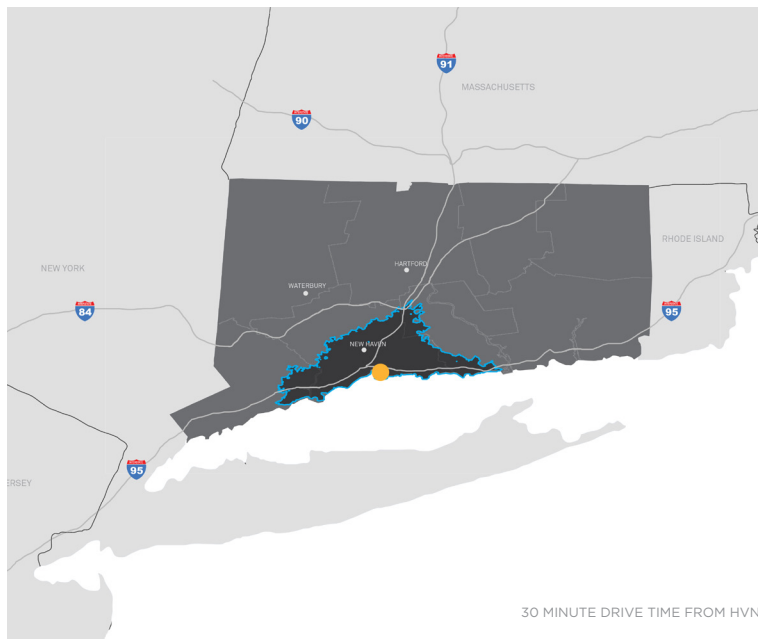 91
MASSACHUSETTS
90
RHODE ISLAND
HARTFORD
NEW YORK
WATERBURY
84
95
NEW HAVEN
95
ERSEY
30 MINUTE DRIVE TIME FROM HVN